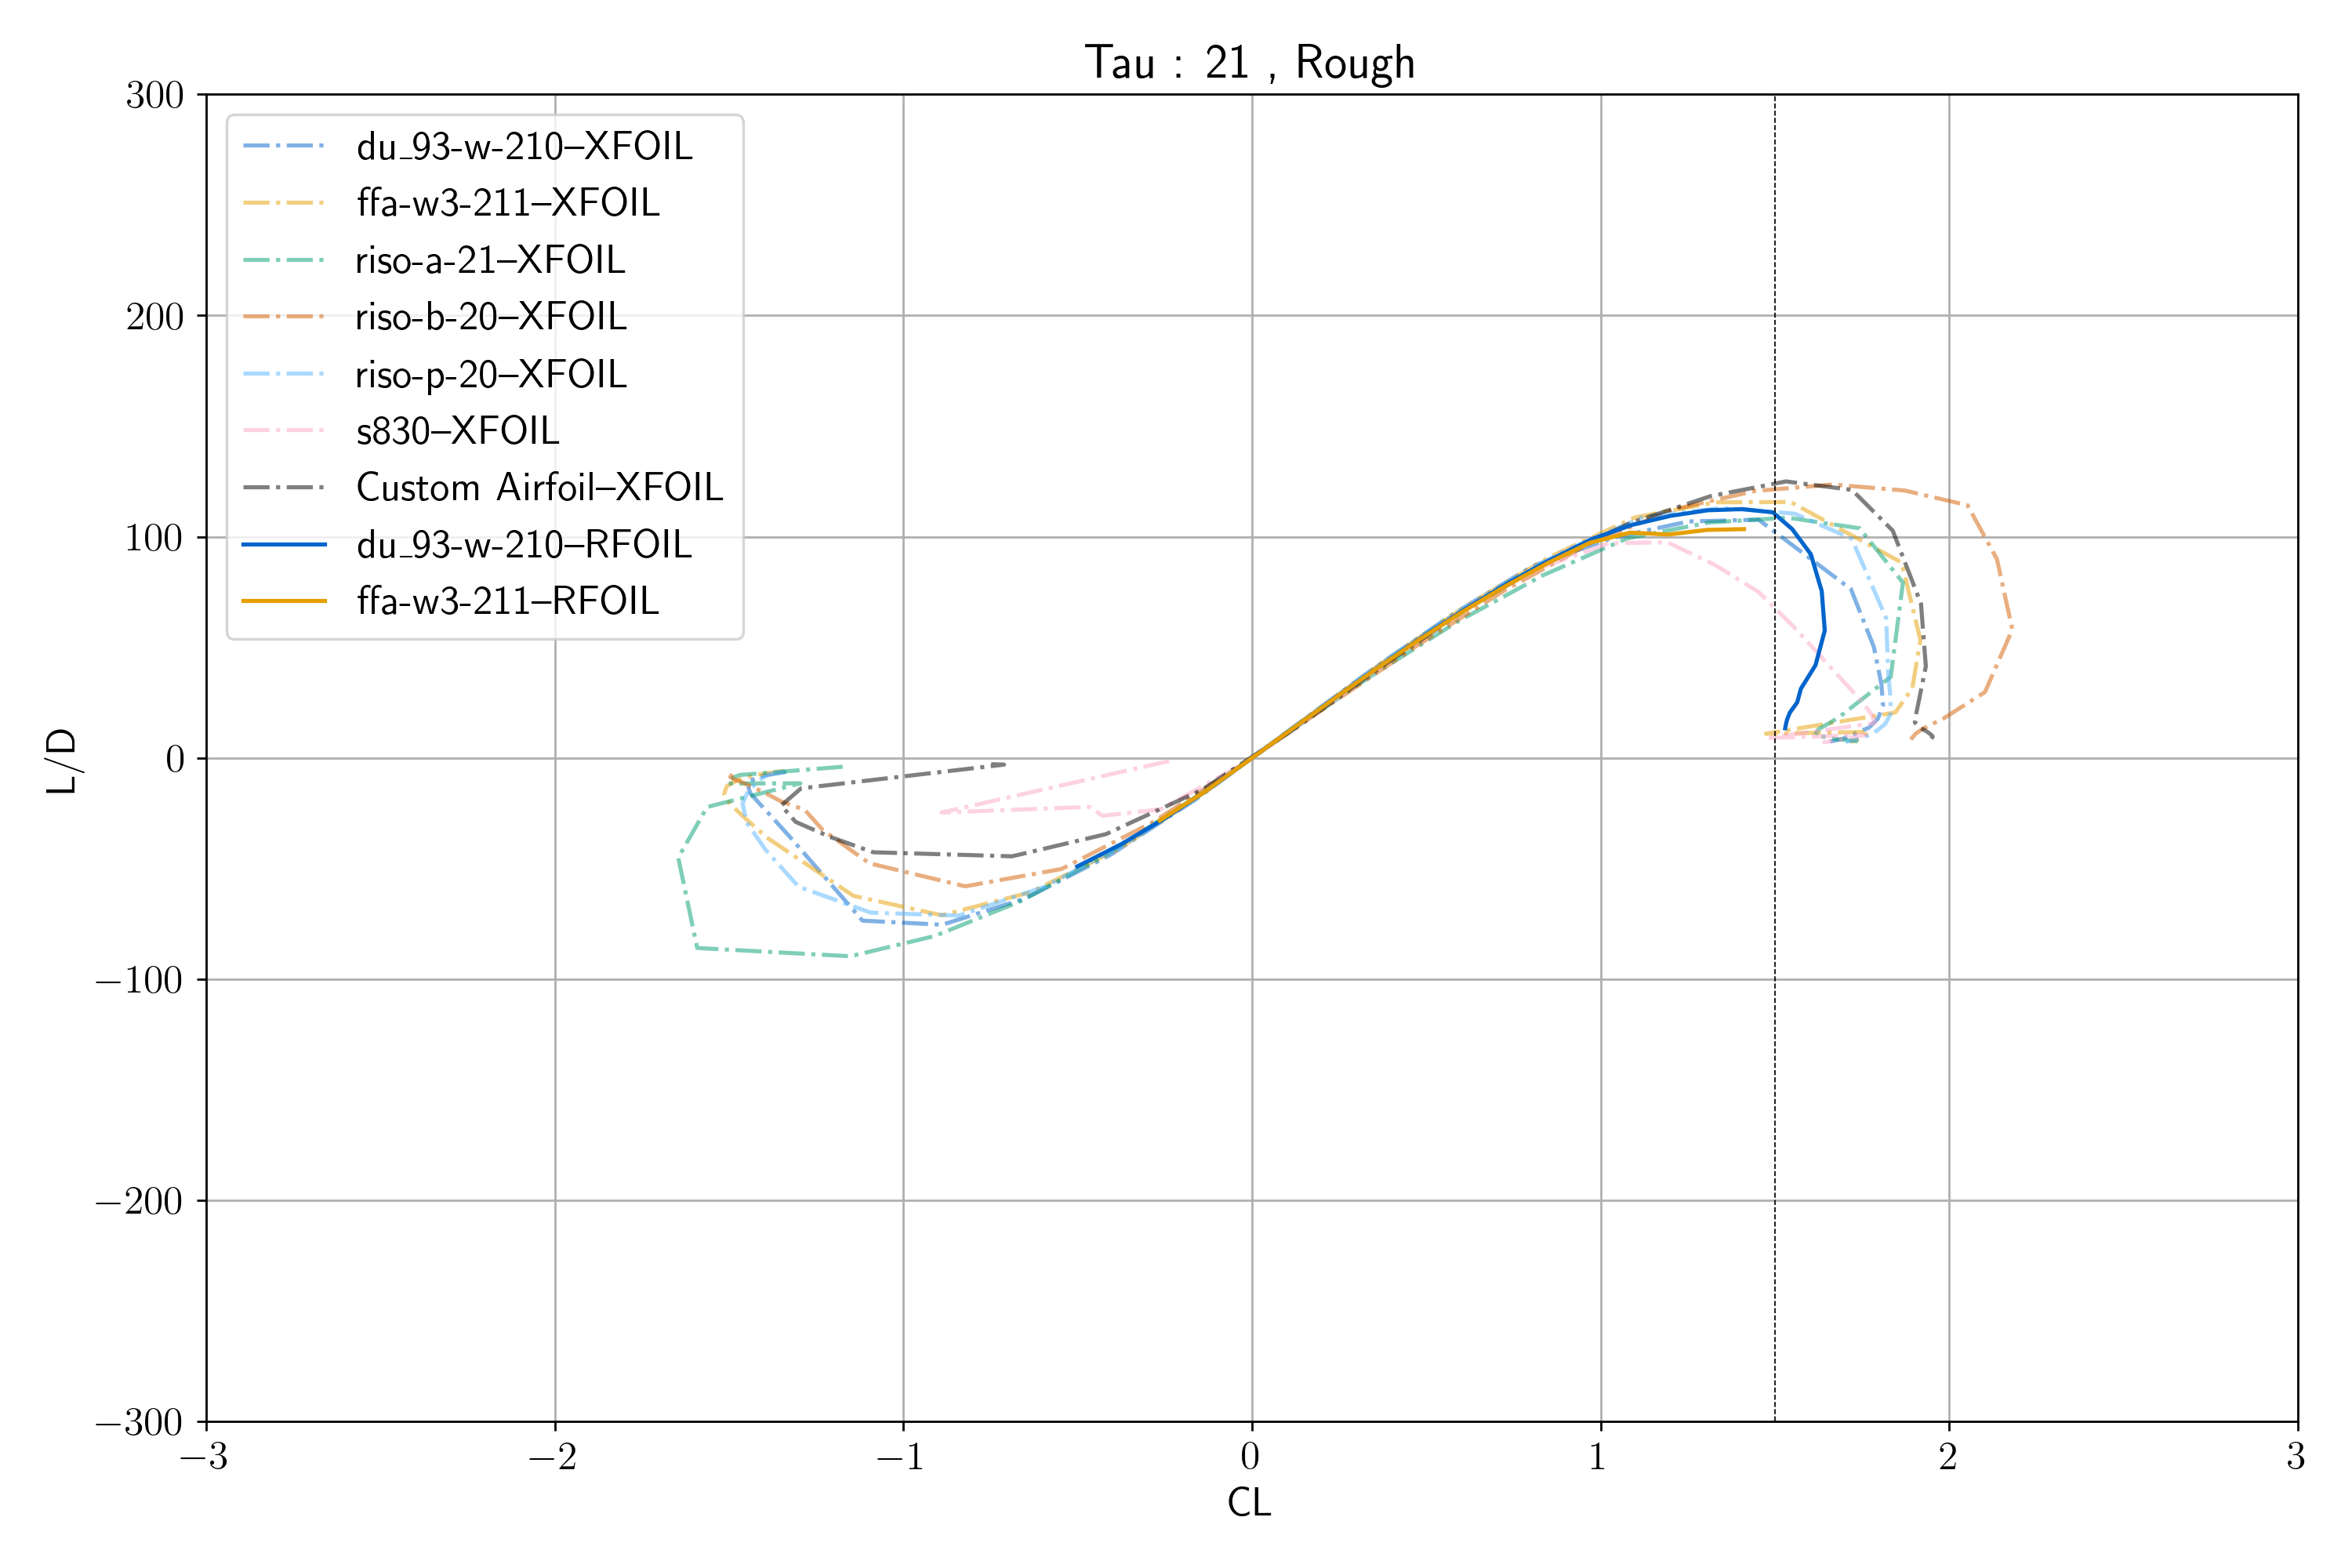 Tau : 21 , Rough
300
200
100
0
−100
−200
−300
L/D
du_93-w-210–XFOIL
ffa-w3-211–XFOIL
riso-a-21–XFOIL
riso-b-20–XFOIL
riso-p-20–XFOIL
s830–XFOIL
Custom Airfoil–XFOIL
du_93-w-210–RFOIL
ffa-w3-211–RFOIL
−3 −2 −1 0 1 2 3
CL